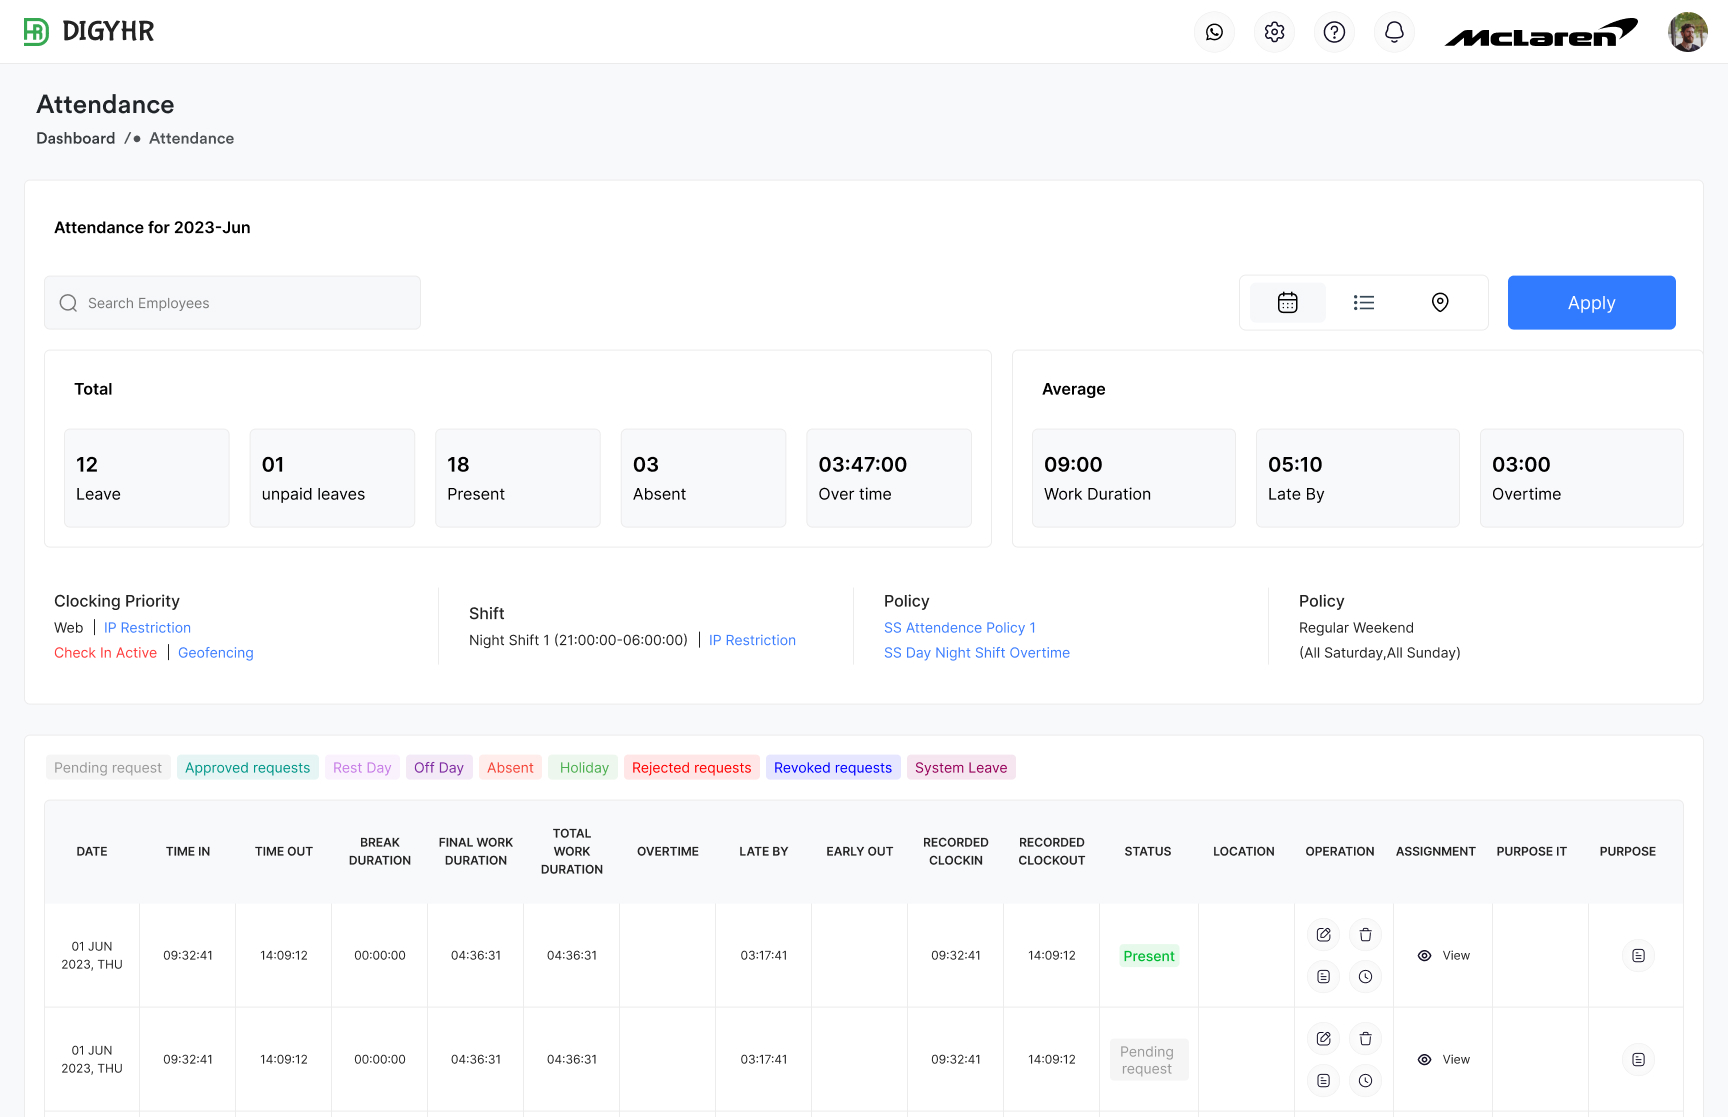 DIGYHR
McLaren
Attendance
Dashboard / • Attendance
Attendance for 2023-Jun
Search Employees
Apply
Total
12
Leave
01
unpaid leaves
18
Present
03
Absent
03:47:00
Over time
Average
09:00
Work Duration
05:10
Late By
03:00
Overtime
Clocking Priority
Web | IP Restriction
Check In Active | Geofencing
Shift
Night Shift 1 (21:00:00-06:00:00) | IP Restriction
Policy
SS Attendence Policy 1
SS Day Night Shift Overtime
Policy
Regular Weekend
(All Saturday,All Sunday)
Pending request Approved requests Rest Day Off Day Absent Holiday Rejected requests Revoked requests System Leave
DATE
TIME IN
TIME OUT
BREAK
DURATION
FINAL WORK
DURATION
TOTAL
WORK
DURATION
OVERTIME
LATE BY
EARLY OUT
RECORDED
CLOCKIN
RECORDED
CLOCKOUT
STATUS
LOCATION
OPERATION
ASSIGNMENT
PURPOSE IT
PURPOSE
01 JUN
2023, THU
09:32:41
14:09:12
00:00:00
04:36:31
04:36:31
03:17:41
09:32:41
14:09:12
Present
View
01 JUN
2023, THU
09:32:41
14:09:12
00:00:00
04:36:31
04:36:31
03:17:41
09:32:41
14:09:12
Pending
request
View